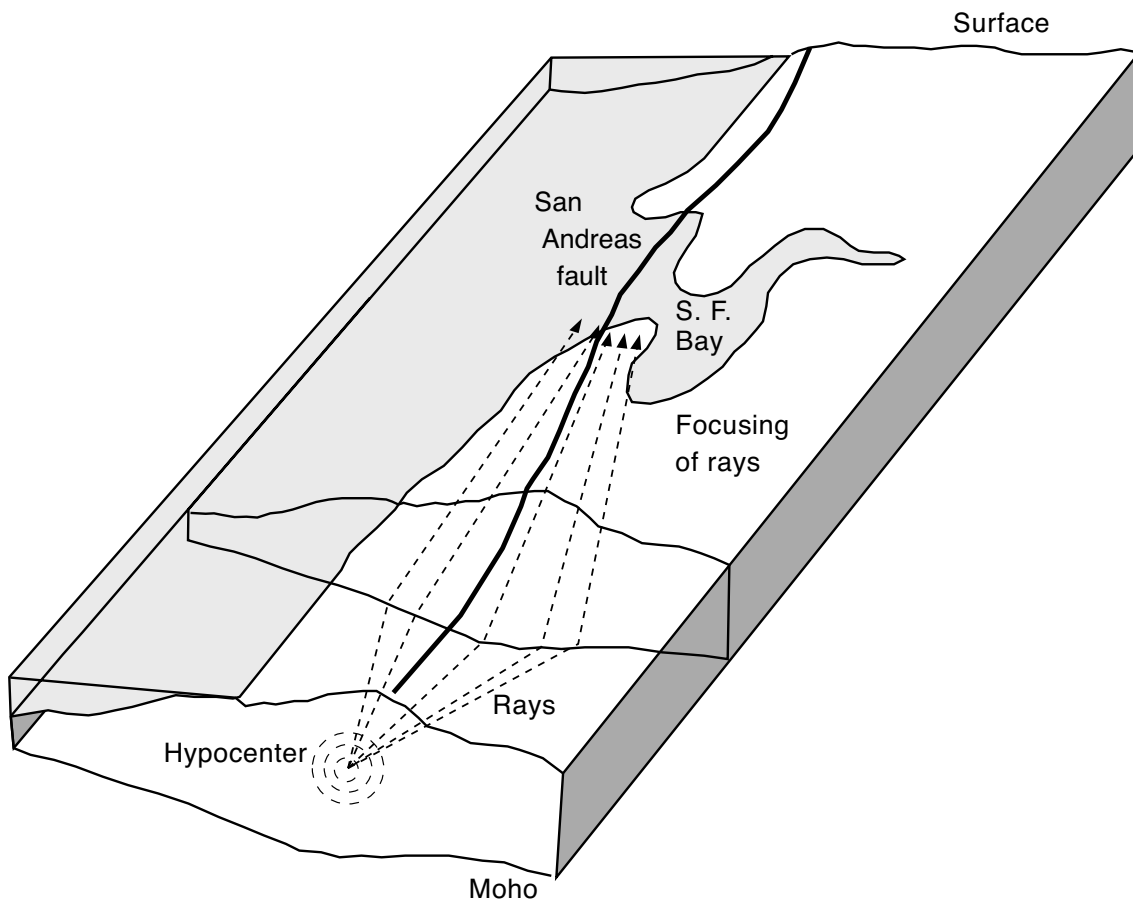 Surface
San
Andreas
fault
S. F.
Bay
Focusing
of rays
Rays
Hypocenter
Moho